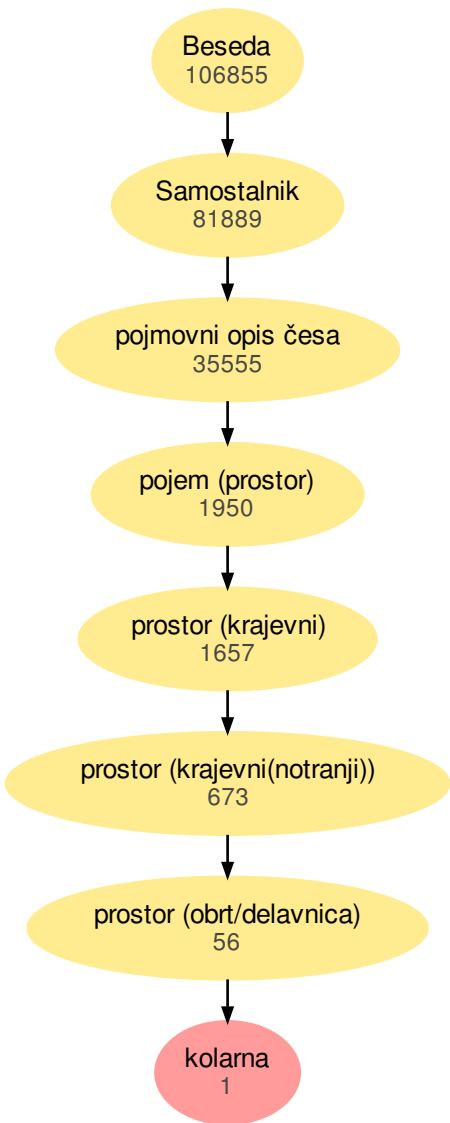 Beseda
106855
Samostalnik
81889
pojmovni opis česa
35555
pojem (prostor)
1950
prostor (krajevni)
1657
prostor (krajevni(notranji))
673
prostor (obrt/delavnica)
56
kolarna
1